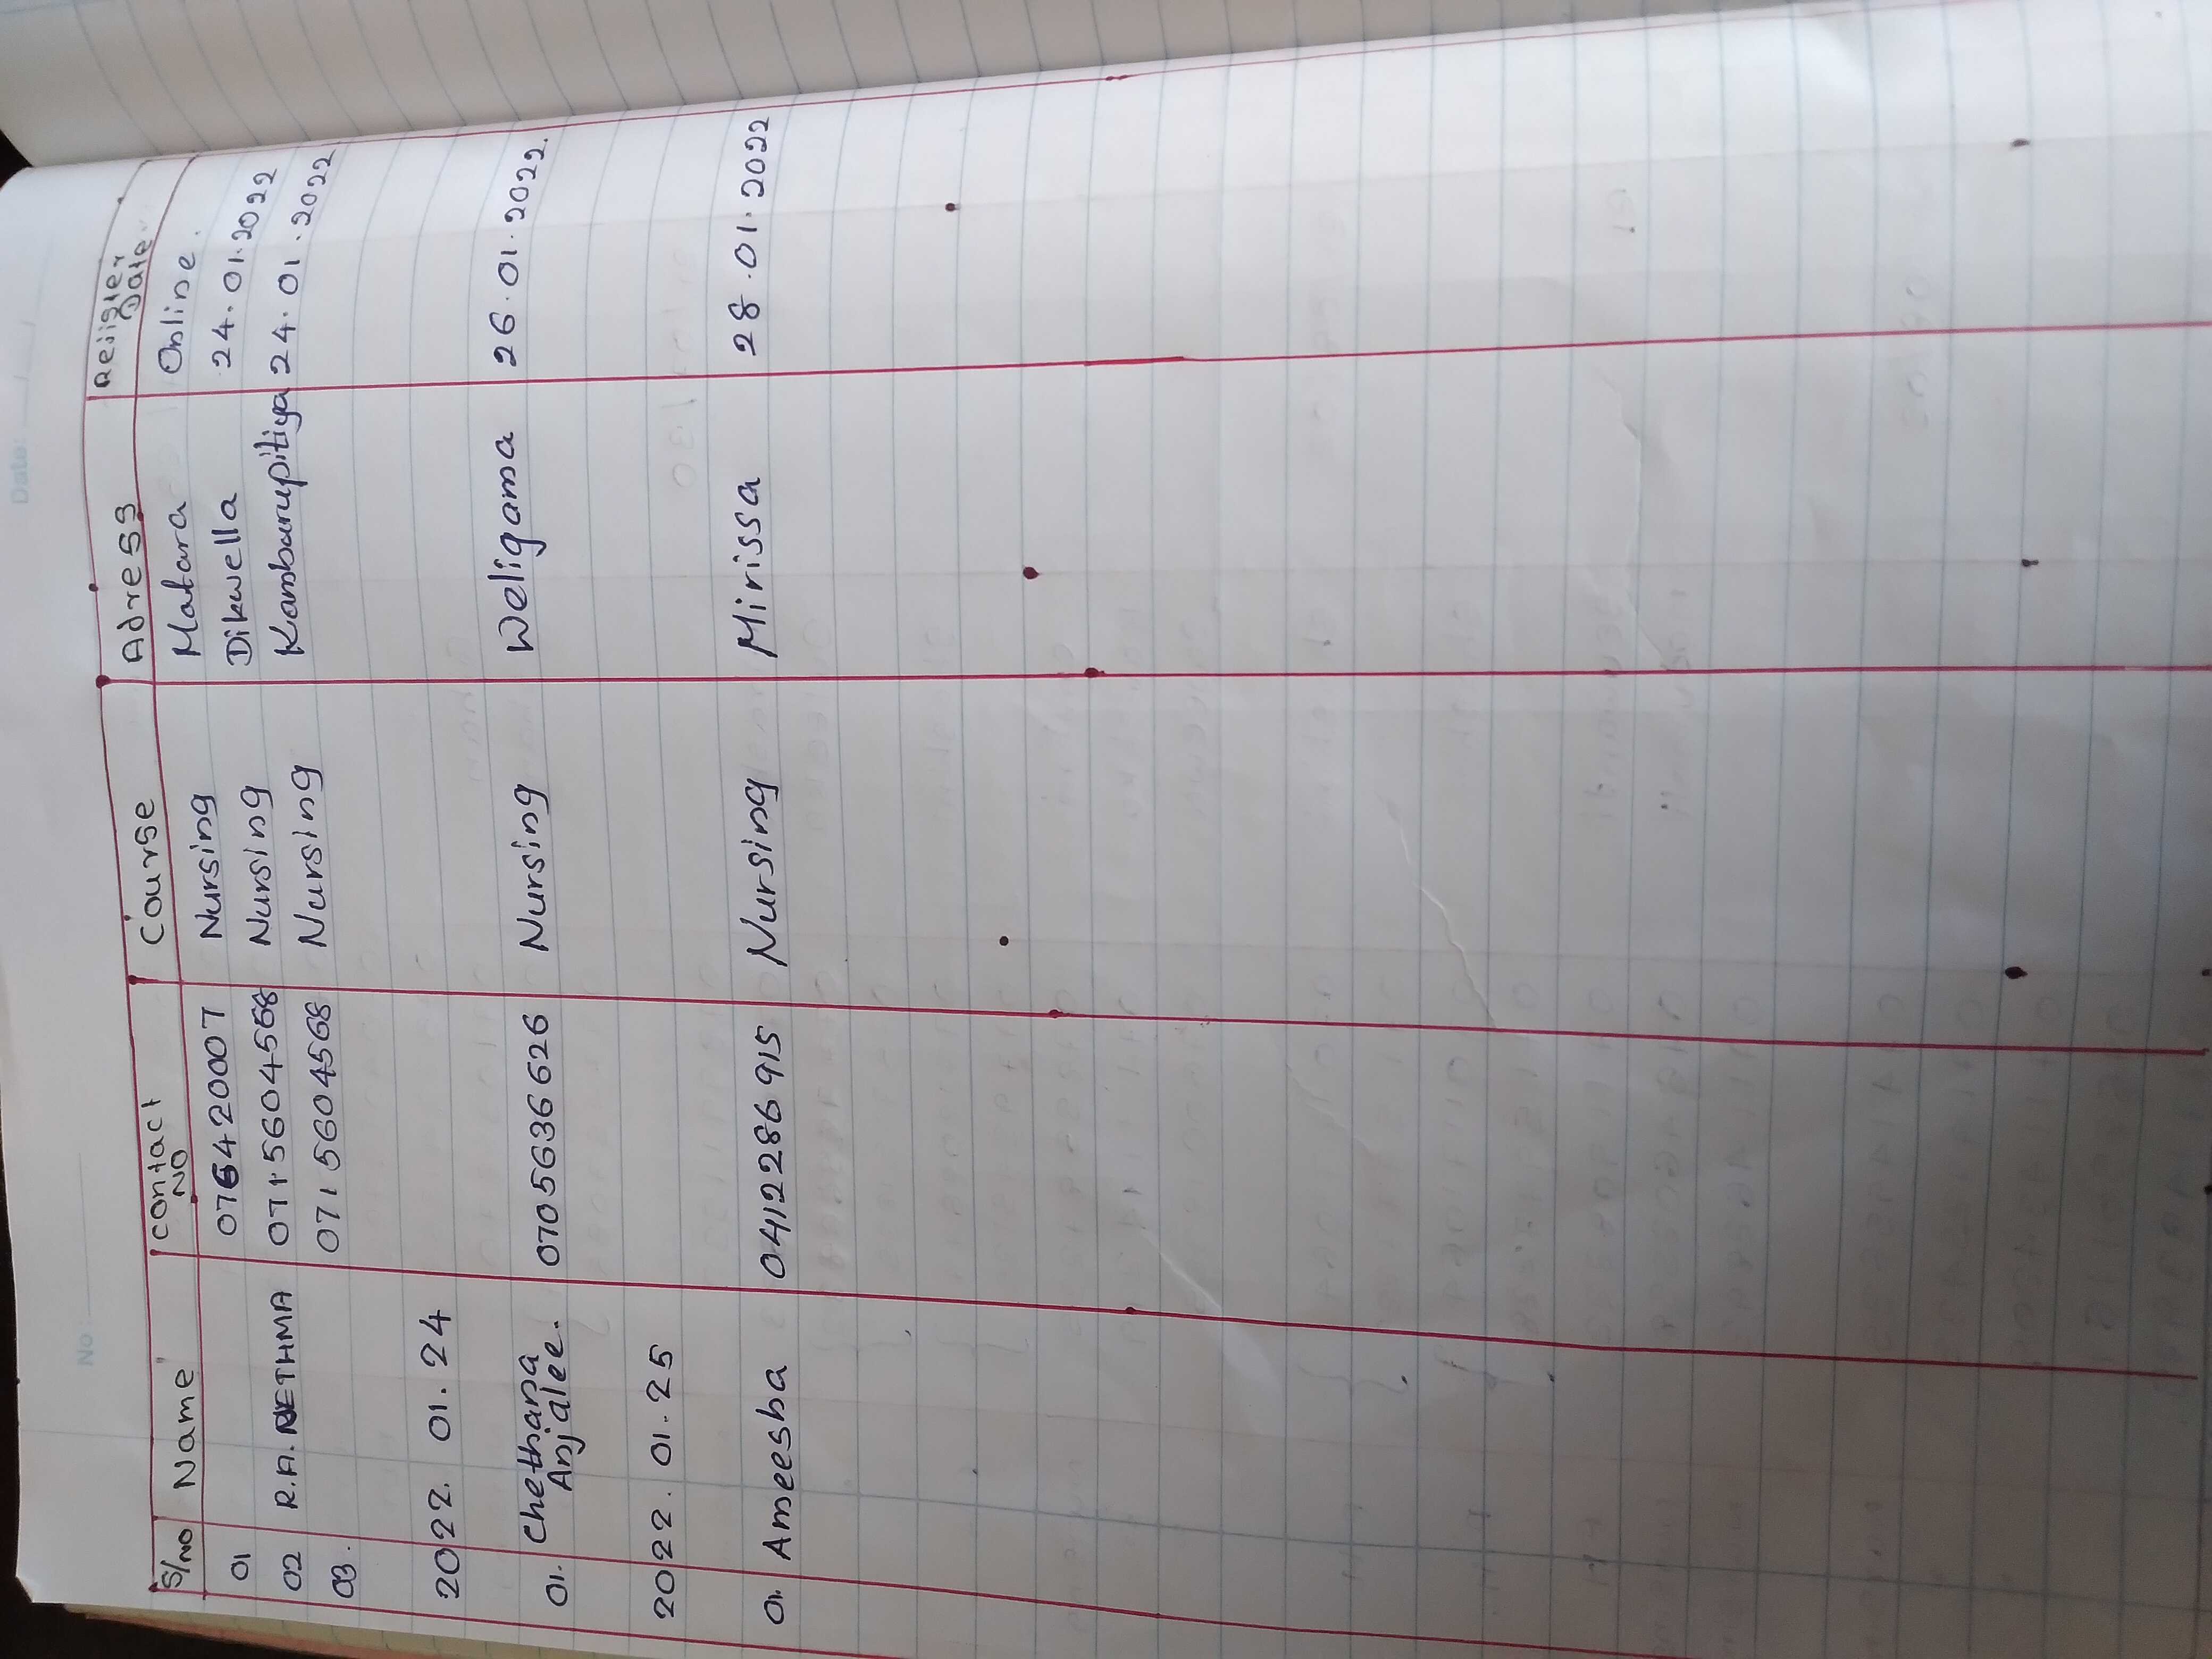 No:
Date:
S/no Name contact NO Course Adress Rejister Date.
01 076420007 Nursing Matara Online.
02 R.A. NETHMA 0715604568 Nursing Dikwella 24.01.2022
03. 0715604568 Nursing Kamburupitiya 24.01.2022
2022. 01. 24
01. Chethana Anjalee. 0705636626 Nursing Weligama 26.01.2022.
2022. 01. 25
01. Ameesha 0412286915 Nursing Mirissa 28.01.2022